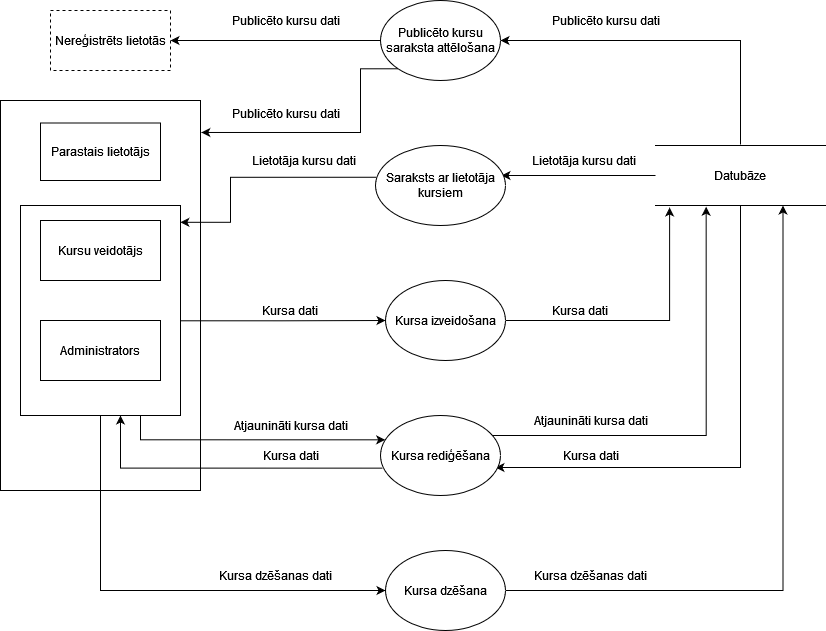 Publicēto kursu dati
Publicēto kursu
saraksta attēlošana
Publicēto kursu dati
Nereģistrēts lietotās
Publicēto kursu dati
Parastais lietotājs
Lietotāja kursu dati
Saraksts ar lietotāja
kursiem
Lietotāja kursu dati
Datubāze
Kursu veidotājs
Kursa dati
Kursa izveidošana
Kursa dati
Administrators
Atjaunināti kursa dati
Atjaunināti kursa dati
Kursa dati
Kursa rediģēšana
Kursa dati
Kursa dzēšanas dati
Kursa dzēšana
Kursa dzēšanas dati